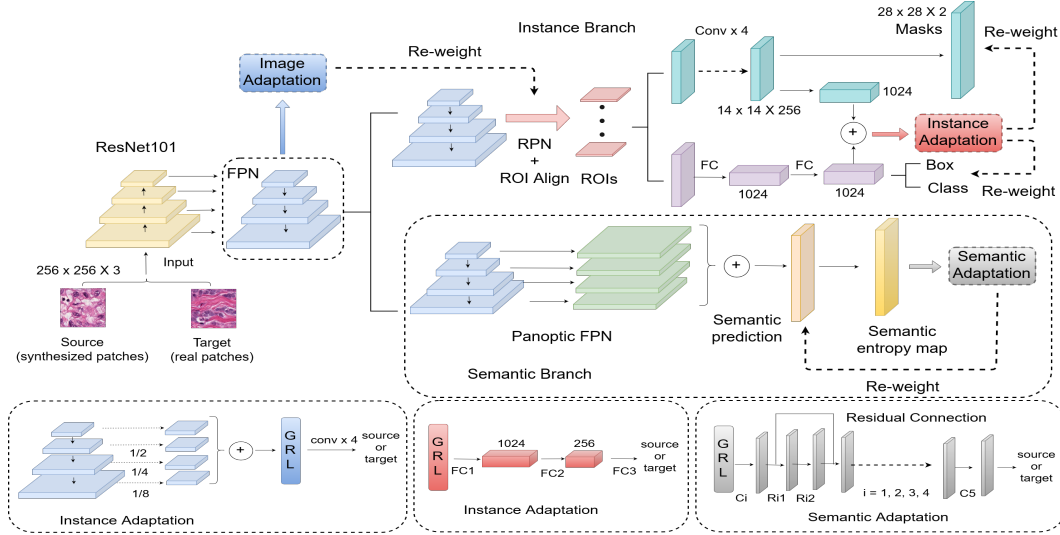 Instance Branch
28 x 28 X 2
Masks
Re-weight
Conv x 4
Re-weight
Image
Adaptation
14 x 14 X 256
1024
Instance
Adaptation
Re-weight
RPN
+
ROI Align
ROIs
FC
FC
1024
1024
Box
Class
ResNet101
FPN
Input
256 x 256 X 3
Source
(synthesized patches)
Target
(real patches)
Panoptic FPN
Semantic
prediction
Semantic
entropy map
Semantic
Adaptation
Semantic Branch
Re-weight
1/2
1/4
1/8
+
G
R
L
conv x 4
source
or
target
Instance Adaptation
G
R
L
FC1
1024
FC2
256
FC3
source
or
target
Instance Adaptation
Residual Connection
G
R
L
Ci
Ri1
Ri2
i = 1, 2, 3, 4
C5
source
or
target
Semantic Adaptation